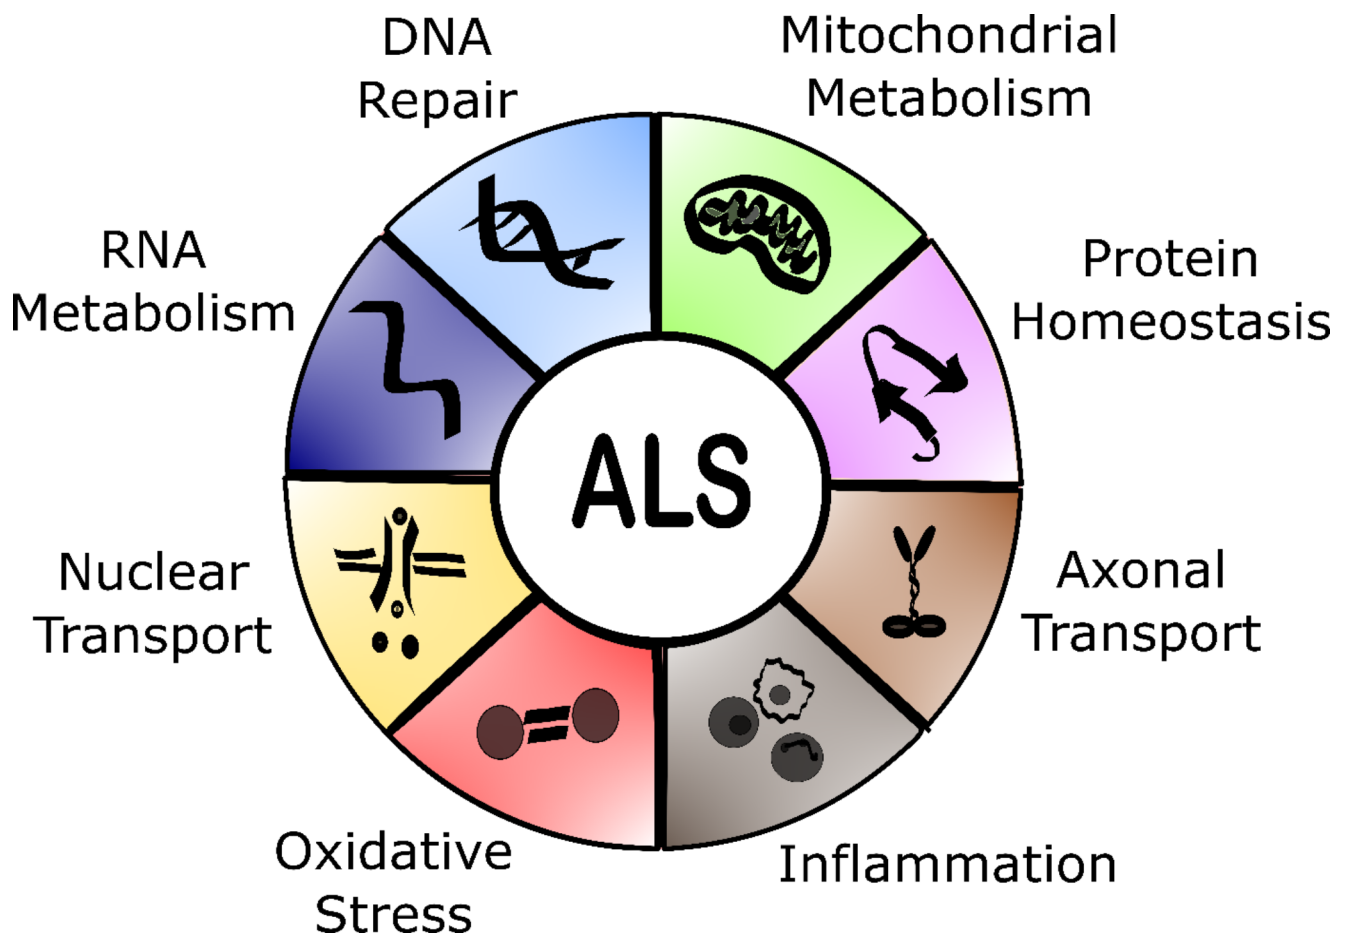 DNA
Repair
Mitochondrial
Metabolism
RNA
Metabolism
Protein
Homeostasis
ALS
Nuclear
Transport
Axonal
Transport
Oxidative
Stress
Inflammation